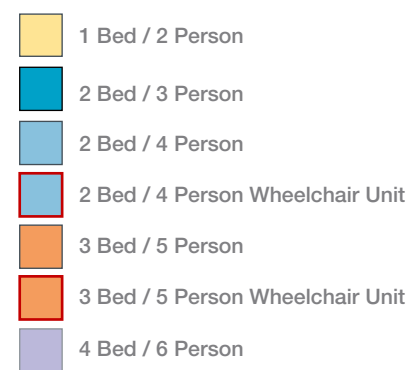 1 Bed / 2 Person
2 Bed / 3 Person
2 Bed / 4 Person
2 Bed / 4 Person Wheelchair Unit
3 Bed / 5 Person
3 Bed / 5 Person Wheelchair Unit
4 Bed / 6 Person